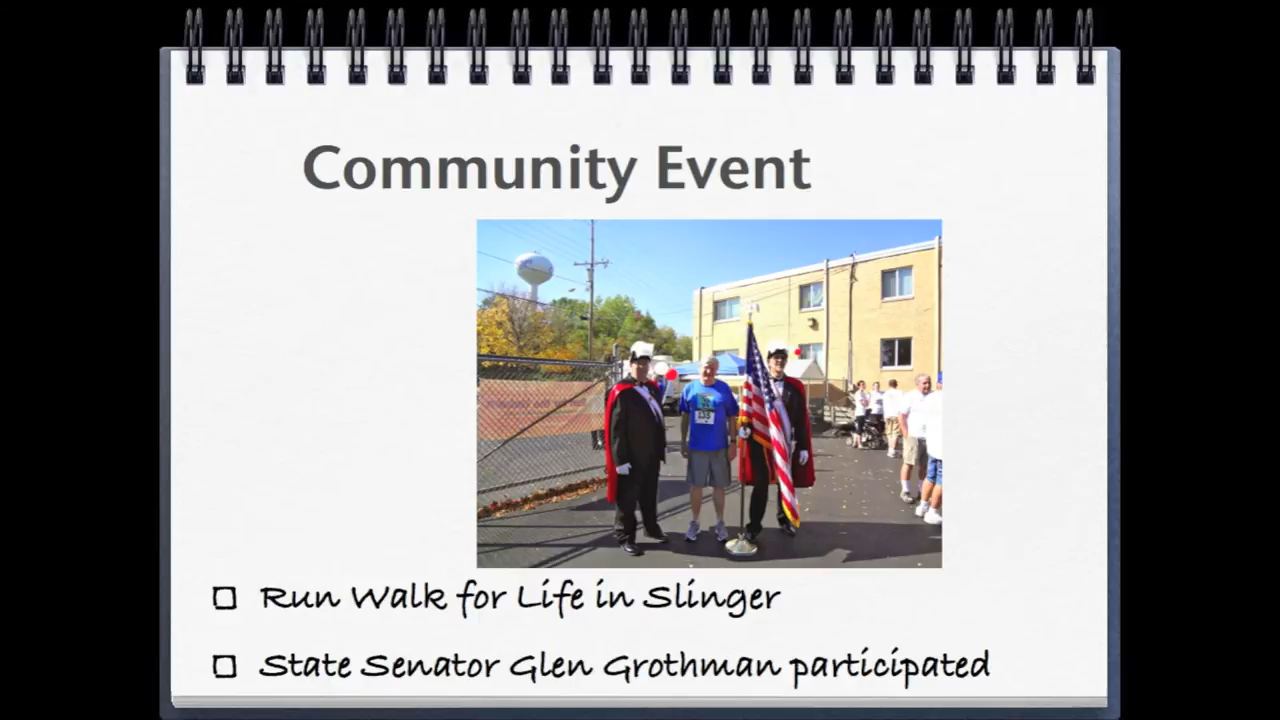 Community Event
Run Walk for Life in Slinger
State Senator Glen Grothman participated